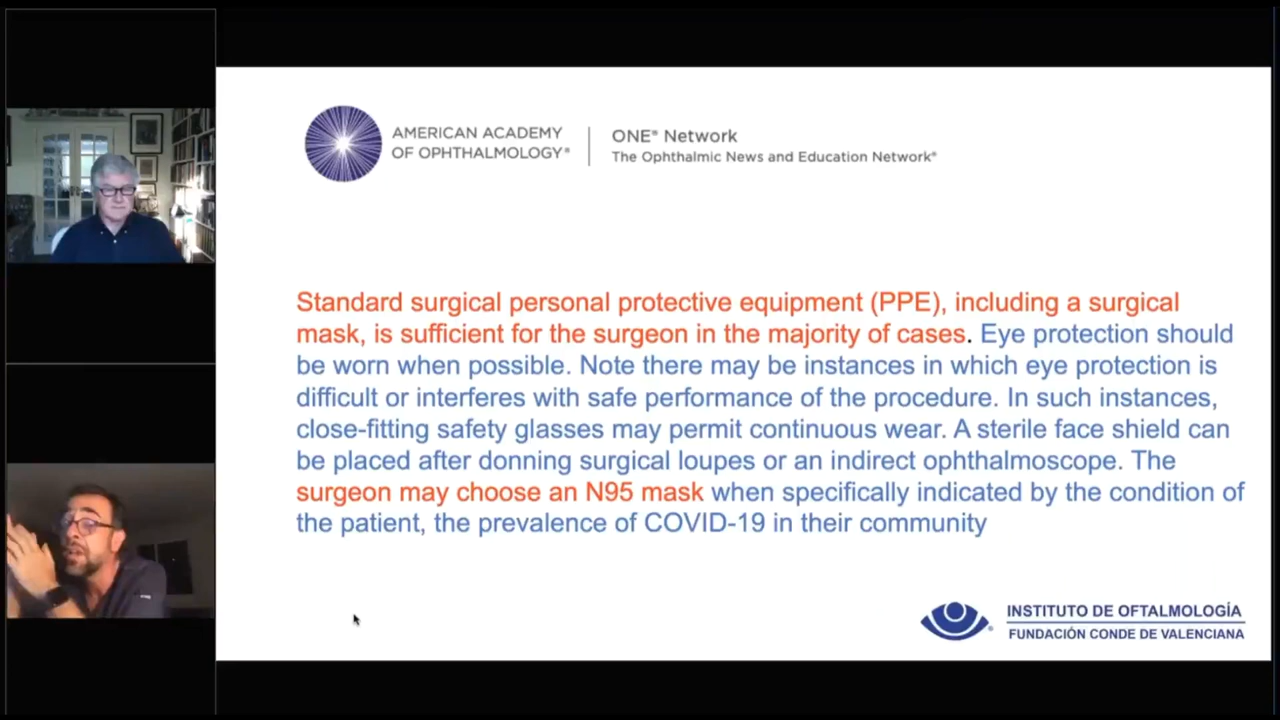 AMERICAN ACADEMY
OF OPHTHALMOLOGY®
ONE® Network
The Ophthalmic News and Education Network®
Standard surgical personal protective equipment (PPE), including a surgical
mask, is sufficient for the surgeon in the majority of cases. Eye protection should
be worn when possible. Note there may be instances in which eye protection is
difficult or interferes with safe performance of the procedure. In such instances,
close-fitting safety glasses may permit continuous wear. A sterile face shield can
be placed after donning surgical loupes or an indirect ophthalmoscope. The
surgeon may choose an N95 mask when specifically indicated by the condition of
the patient, the prevalence of COVID-19 in their community
INSTITUTO DE OFTALMOLOGÍA
FUNDACIÓN CONDE DE VALENCIANA